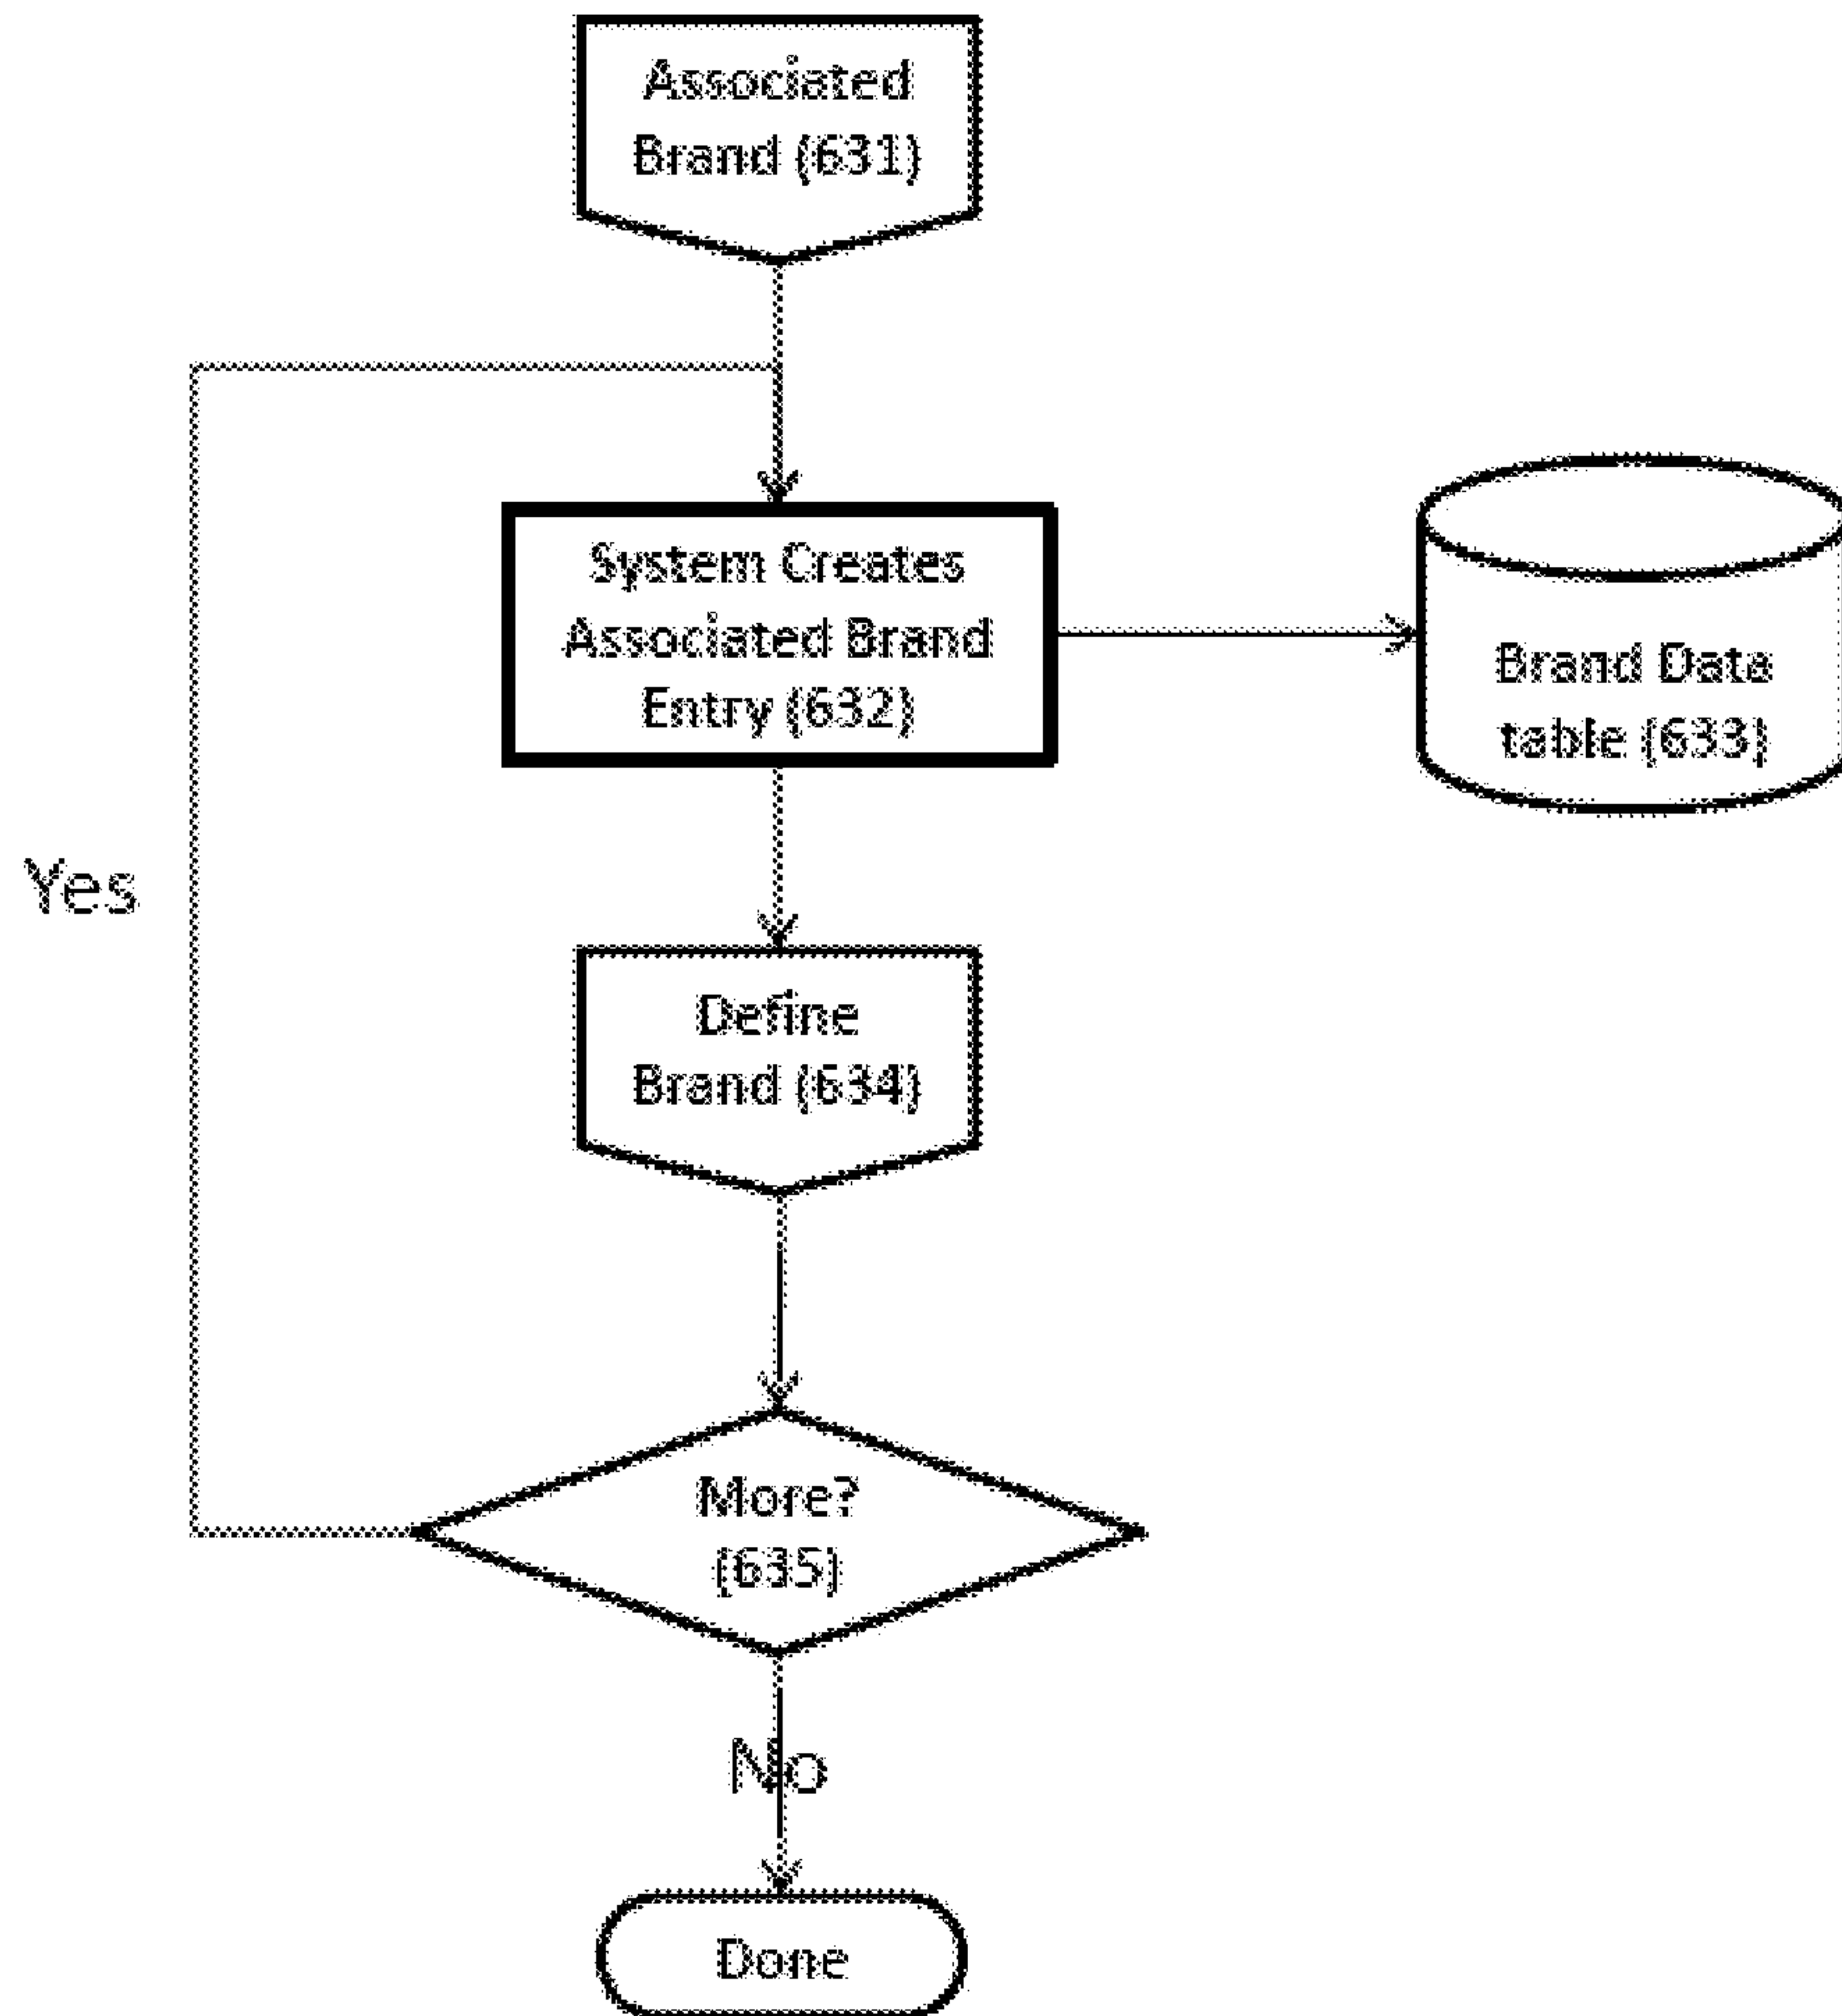 Associated
Brand (631)
System Creates
Associated Brand
Entry (632)
Brand Data
table (633)
Yes
Define
Brand (634)
More?
(635)
No
Done